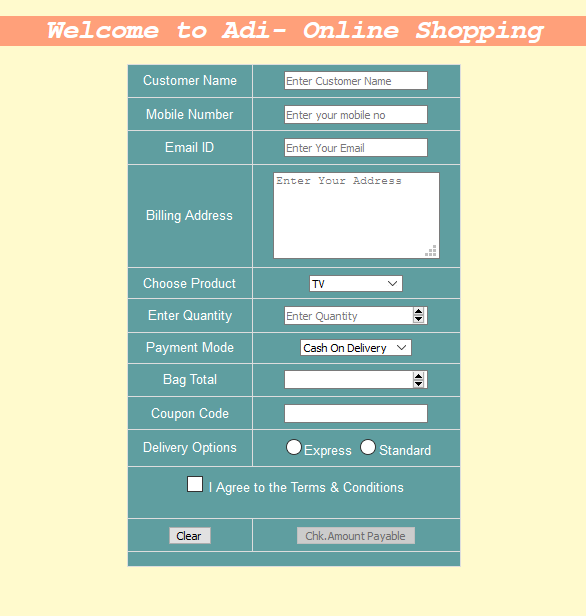 Welcome to Adi- Online Shopping
Customer Name Enter Customer Name
Mobile Number Enter your mobile no
Email ID Enter Your Email
Billing Address Enter Your Address
Choose Product TV
Enter Quantity Enter Quantity
Payment Mode Cash On Delivery
Bag Total
Coupon Code
Delivery Options Express Standard
I Agree to the Terms & Conditions
Clear Chk.Amount Payable